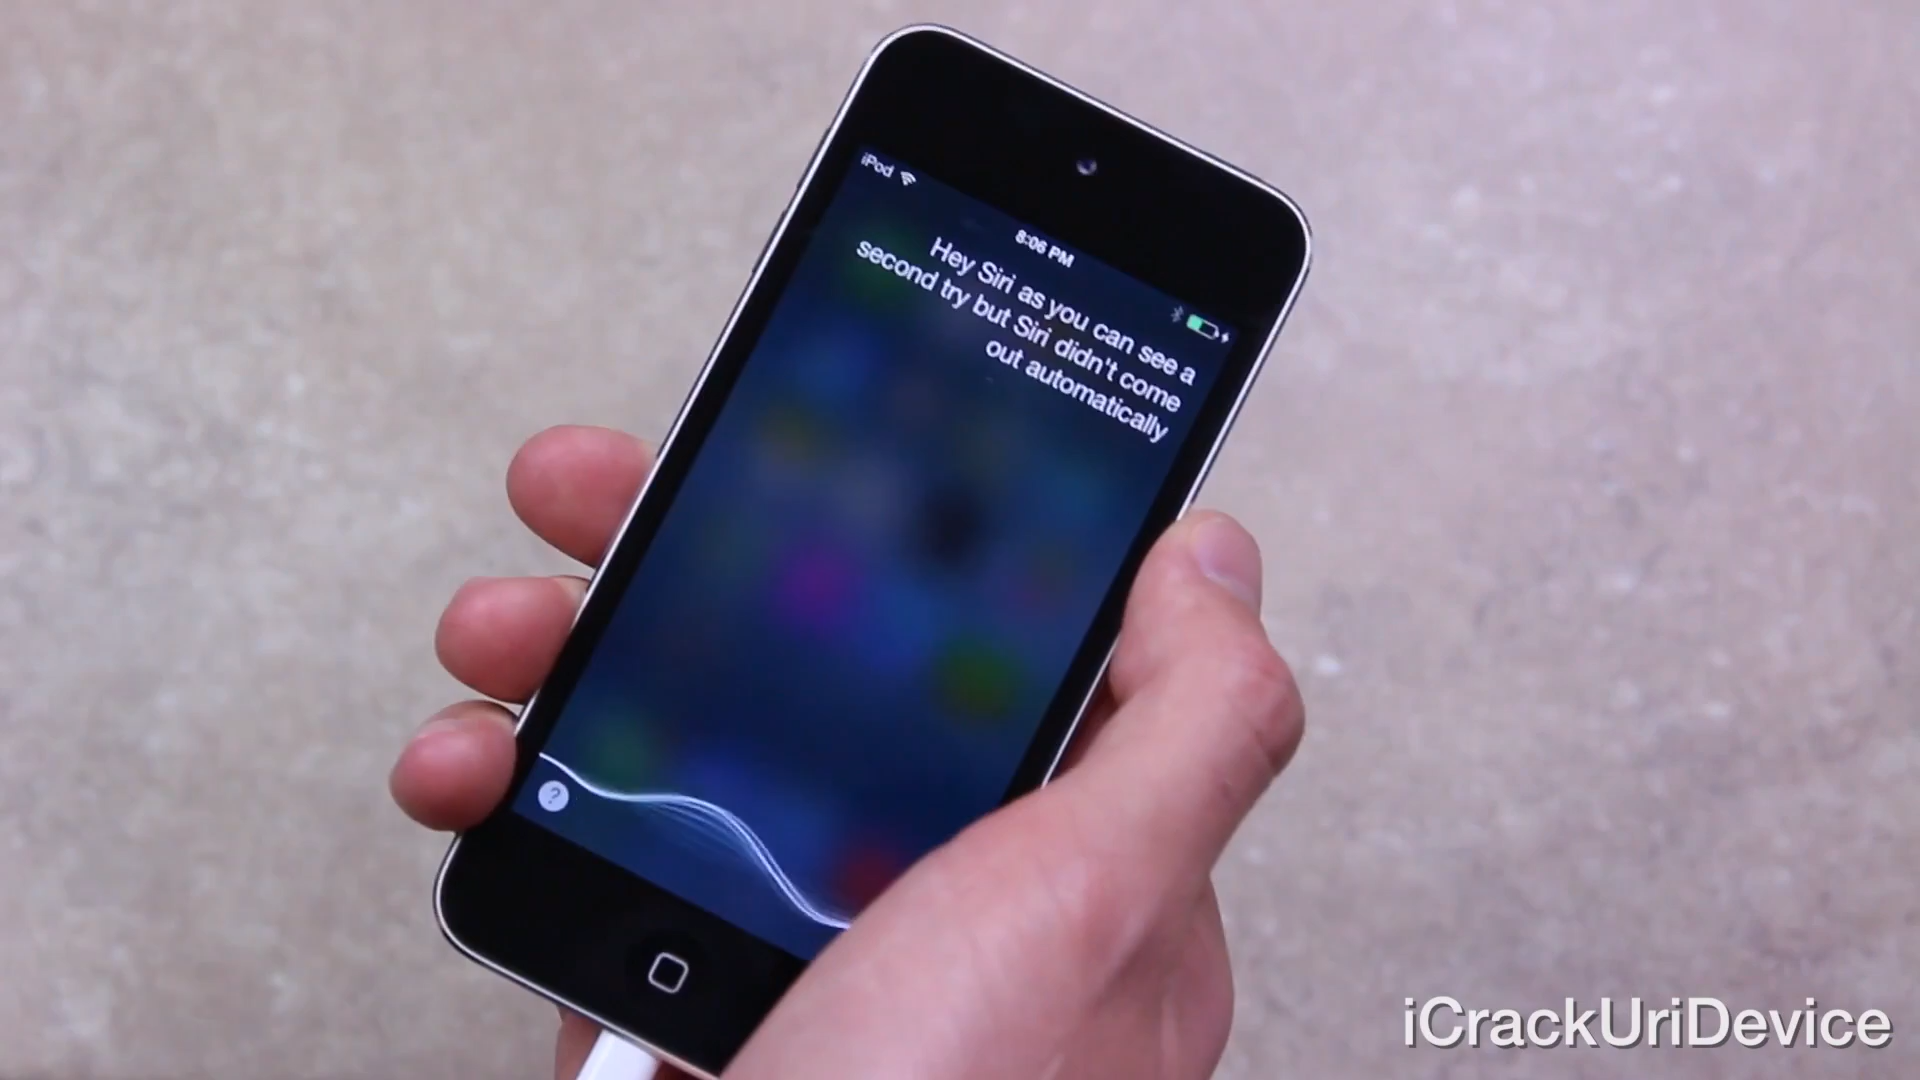 iPod
8:06 PM
Hey Siri as you can see a
second try but Siri didn't come
out automatically
?
iCrackUriDevice